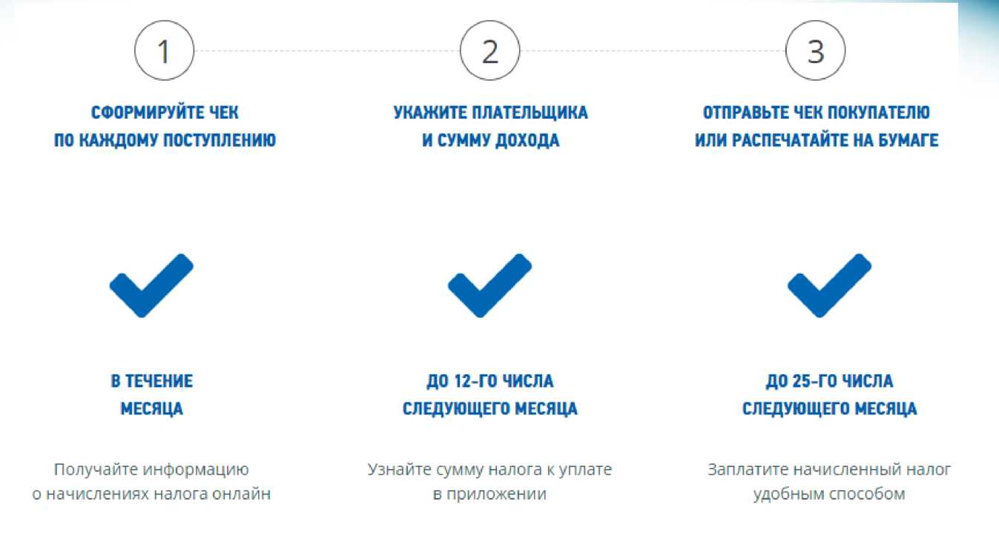 1
2
3
СФОРМИРУЙТЕ ЧЕК
ПО КАЖДОМУ ПОСТУПЛЕНИЮ
УКАЖИТЕ ПЛАТЕЛЬЩИКА
И СУММУ ДОХОДА
ОТПРАВЬТЕ ЧЕК ПОКУПАТЕЛЮ
ИЛИ РАСПЕЧАТАЙТЕ НА БУМАГЕ
В ТЕЧЕНИЕ
МЕСЯЦА
ДО 12-ГО ЧИСЛА
СЛЕДУЮЩЕГО МЕСЯЦА
ДО 25-ГО ЧИСЛА
СЛЕДУЮЩЕГО МЕСЯЦА
Получайте информацию
о начислениях налога онлайн
Узнайте сумму налога к уплате
в приложении
Заплатите начисленный налог
удобным способом